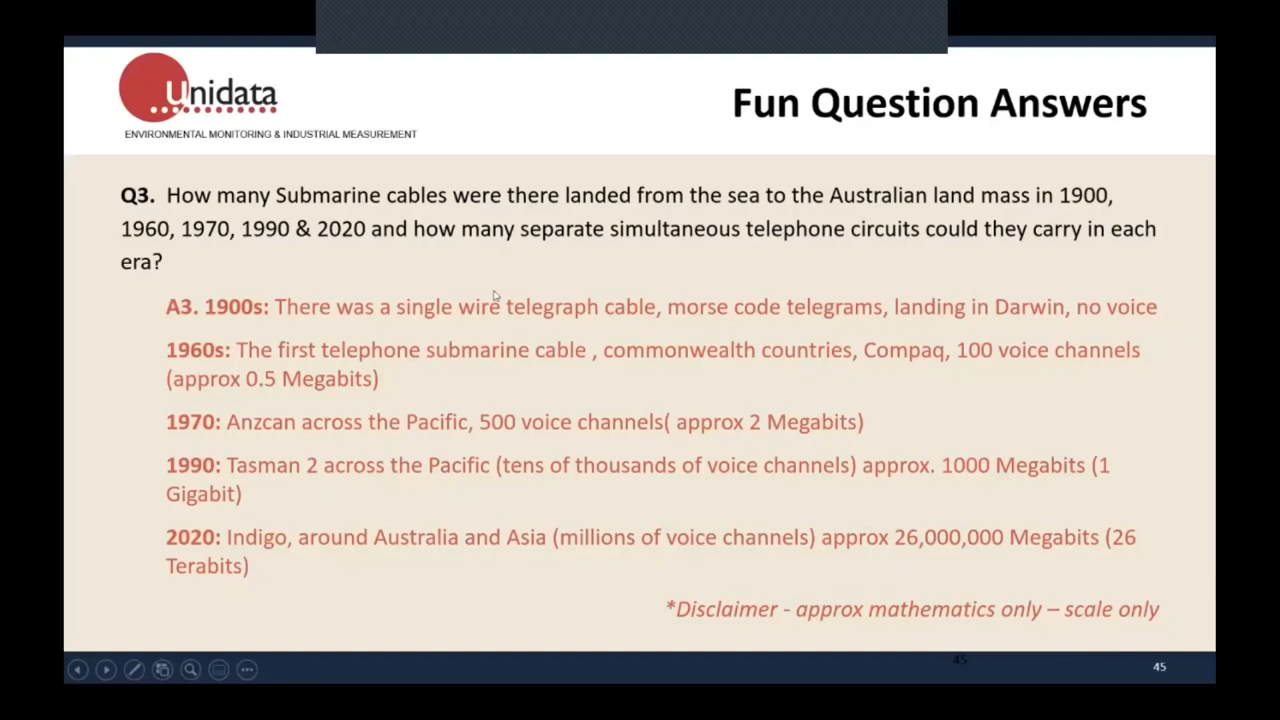 Unidata
ENVIRONMENTAL MONITORING & INDUSTRIAL MEASUREMENT
Fun Question Answers
Q3. How many Submarine cables were there landed from the sea to the Australian land mass in 1900,
1960, 1970, 1990 & 2020 and how many separate simultaneous telephone circuits could they carry in each
era?
A3. 1900s: There was a single wire telegraph cable, morse code telegrams, landing in Darwin, no voice
1960s: The first telephone submarine cable , commonwealth countries, Compaq, 100 voice channels
(approx 0.5 Megabits)
1970: Anzcan across the Pacific, 500 voice channels( approx 2 Megabits)
1990: Tasman 2 across the Pacific (tens of thousands of voice channels) approx. 1000 Megabits (1
Gigabit)
2020: Indigo, around Australia and Asia (millions of voice channels) approx 26,000,000 Megabits (26
Terabits)
*Disclaimer - approx mathematics only – scale only
45
45